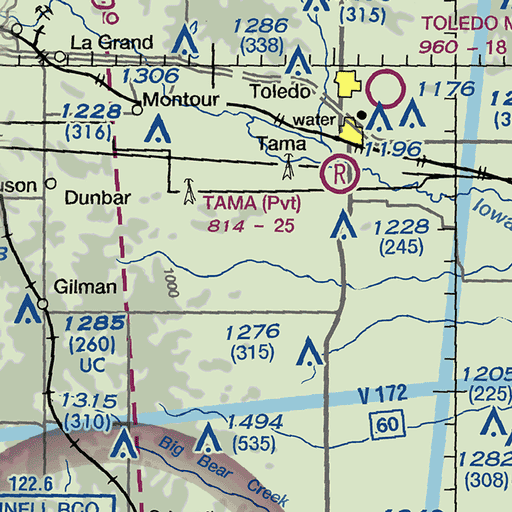 (315)
1286
(338)
TOLEDO M
960 - 18
La Grand
1306
Toledo
1176
1228
(316)
Montour
water
Tama
1196
Dunbar
TAMA (Pvt)
814 - 25
R
1228
(245)
Iowa
1000
Gilman
1285
(260)
UC
1276
(315)
V 172
60
1205
(225)
1315
(310)
1494
(535)
Big Bear Creek
1282
(308)
122.6